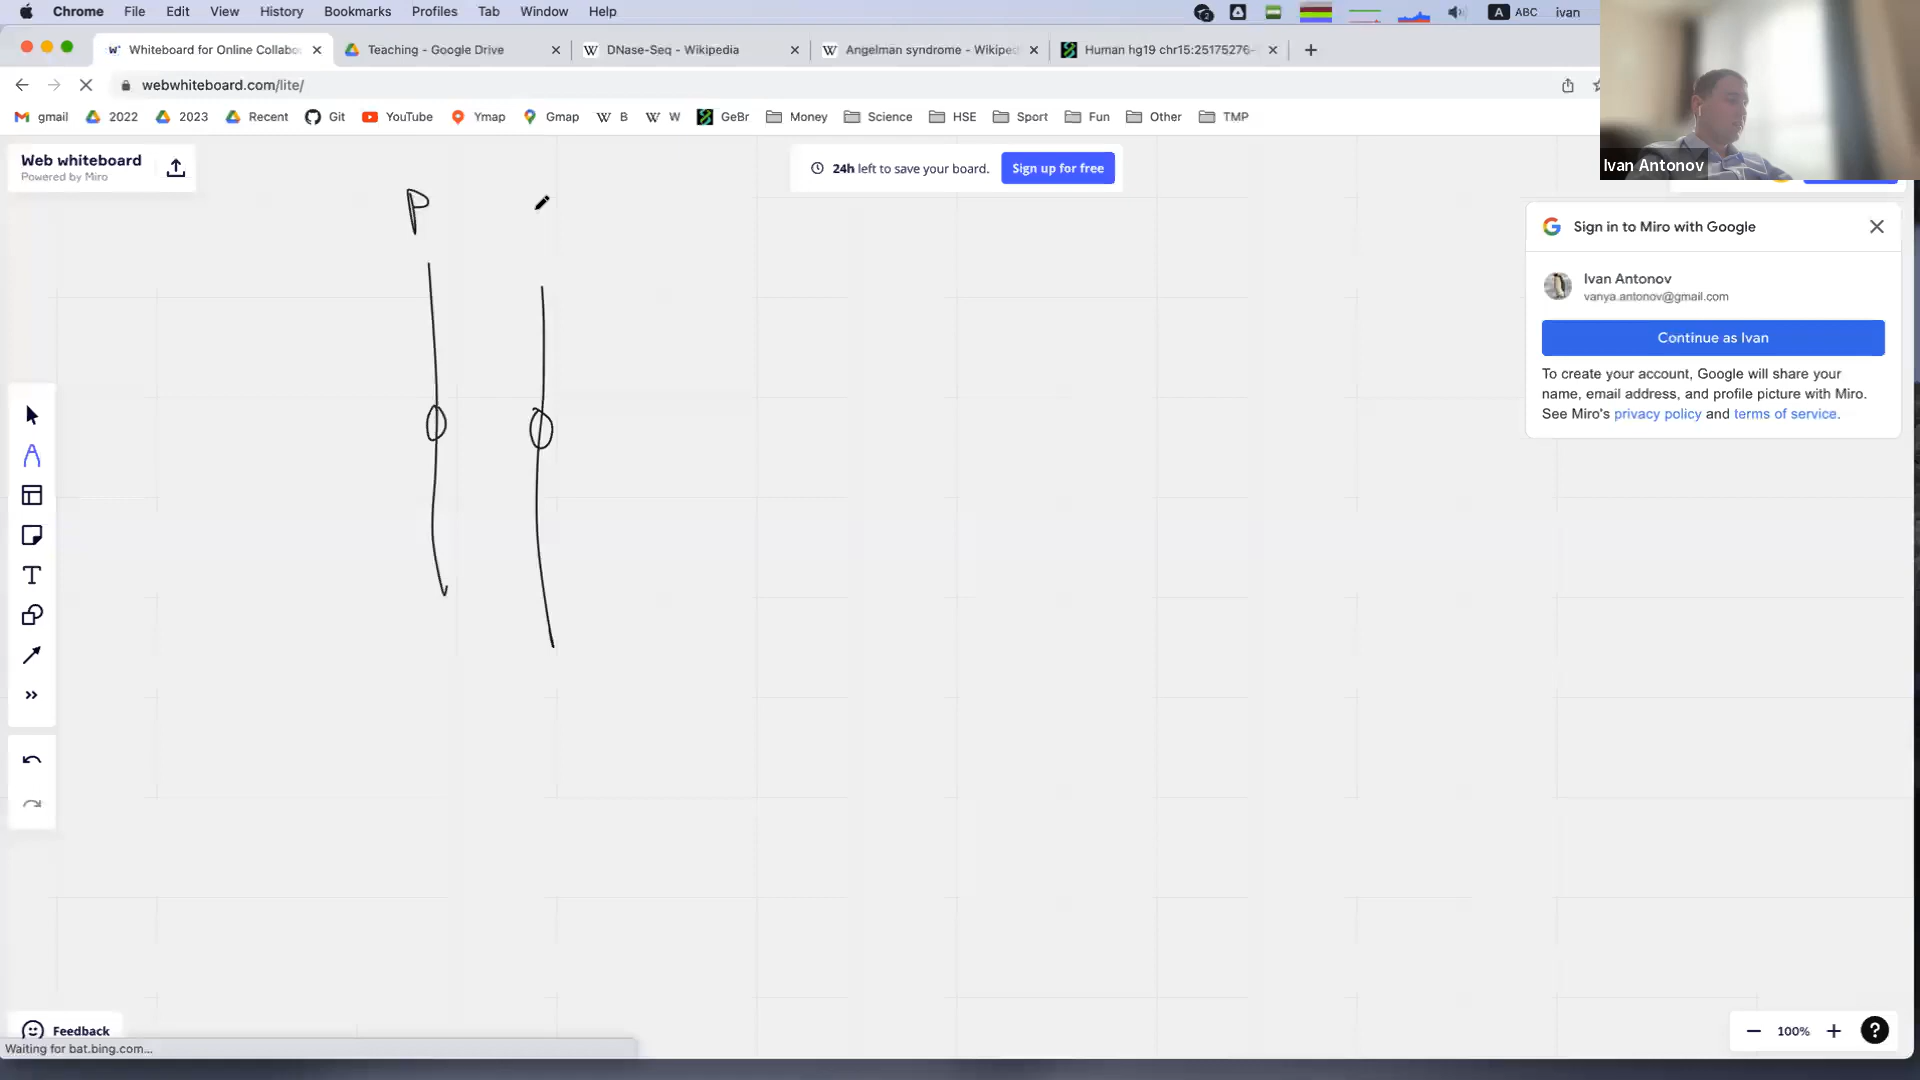 Chrome File Edit View History Bookmarks Profiles Tab Window Help
2 A ABC ivan
Whiteboard for Online Collabo
Teaching - Google Drive
DNase-Seq - Wikipedia
Angelman syndrome - Wikiped
Human hg19 chr15:25175276-
webwhiteboard.com/lite/
gmail 2022 2023 Recent Git YouTube Ymap Gmap W B W W GeBr Money Science HSE Sport Fun Other TMP
Ivan Antonov
Web whiteboard
Powered by Miro
24h left to save your board.
Sign up for free
P
Sign in to Miro with Google
Ivan Antonov
vanya.antonov@gmail.com
Continue as Ivan
To create your account, Google will share your
name, email address, and profile picture with Miro.
See Miro's privacy policy and terms of service.
Feedback
Waiting for bat.bing.com...
100%